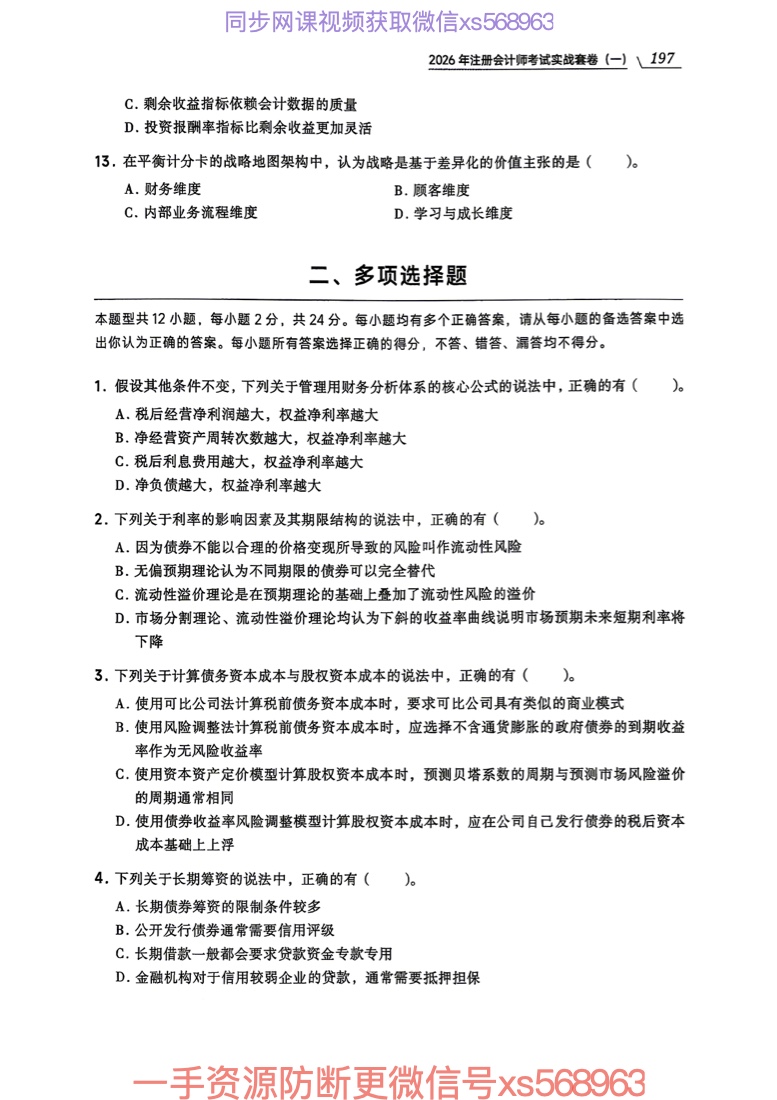 同步网课视频获取微信xs568963
2026年注册会计师考试实战套卷（一） 197
C. 剩余收益指标依赖会计数据的质量
D. 投资报酬率指标比剩余收益更加灵活
13. 在平衡计分卡的战略地图架构中，认为战略是基于差异化的价值主张的是（　　）。
A. 财务维度　　B. 顾客维度
C. 内部业务流程维度　　D. 学习与成长维度
二、多项选择题
本题型共12小题，每小题2分，共24分。每小题均有多个正确答案，请从每小题的备选答案中选
出你认为正确的答案。每小题所有答案选择正确的得分，不答、错答、漏答均不得分。
1. 假设其他条件不变，下列关于管理用财务分析体系的核心公式的说法中，正确的有（　　）。
A. 税后经营净利润越大，权益净利率越大
B. 净经营资产周转次数越大，权益净利率越大
C. 税后利息费用越大，权益净利率越大
D. 净负债越大，权益净利率越大
2. 下列关于利率的影响因素及其期限结构的说法中，正确的有（　　）。
A. 因为债券不能以合理的价格变现所导致的风险叫作流动性风险
B. 无偏预期理论认为不同期限的债券可以完全替代
C. 流动性溢价理论是在预期理论的基础上叠加了流动性风险的溢价
D. 市场分割理论、流动性溢价理论均认为下斜的收益率曲线说明市场预期未来短期利率将
下降
3. 下列关于计算债务资本成本与股权资本成本的说法中，正确的有（　　）。
A. 使用可比公司法计算税前债务资本成本时，要求可比公司具有类似的商业模式
B. 使用风险调整法计算税前债务资本成本时，应选择不含通货膨胀的政府债券的到期收益
率作为无风险收益率
C. 使用资本资产定价模型计算股权资本成本时，预测贝塔系数的周期与预测市场风险溢价
的周期通常相同
D. 使用债券收益率风险调整模型计算股权资本成本时，应在公司自己发行债券的税后资本
成本基础上上浮
4. 下列关于长期筹资的说法中，正确的有（　　）。
A. 长期债券筹资的限制条件较多
B. 公开发行债券通常需要信用评级
C. 长期借款一般都会要求贷款资金专款专用
D. 金融机构对于信用较弱企业的贷款，通常需要抵押担保
一手资源防断更微信号xs568963